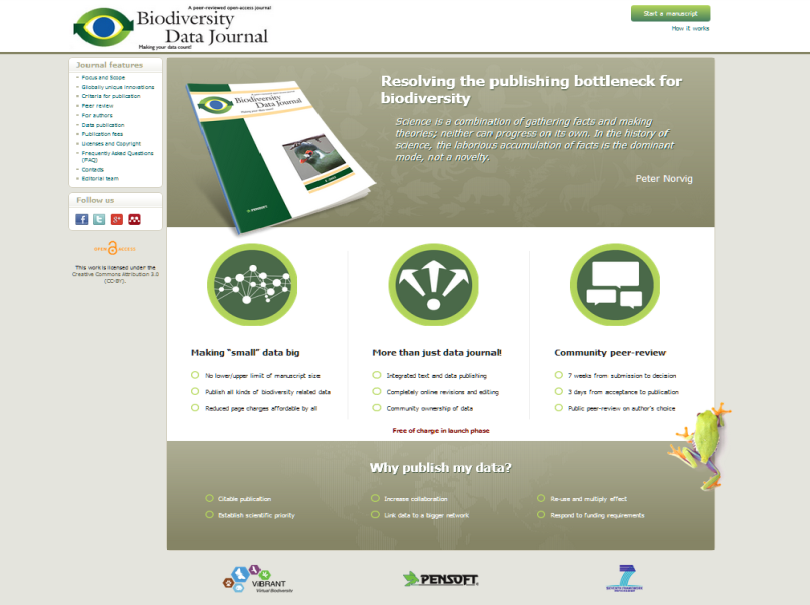 A peer-reviewed open-access journal
Biodiversity
Data Journal
Making your data count!
Start a manuscript
How it works
Journal features
Focus and Scope
Globally unique innovations
Criteria for publication
Peer review
For authors
Data publication
Publication fees
Licenses and Copyright
Frequently Asked Questions
(FAQ)
Contacts
Editorial team
Follow us
OPEN ACCESS
This work is licensed under the
Creative Commons Attribution 3.0
(CC-BY).
Biodiversity
Data Journal
PENSOFT
Resolving the publishing bottleneck for
biodiversity
Science is a combination of gathering facts and making
theories; neither can progress on its own. In the history of
science, the laborious accumulation of facts is the dominant
mode, not a novelty.
Peter Norvig
Making "small" data big
No lower/upper limit of manuscript size
Publish all kinds of biodiversity related data
Reduced page charges affordable by all
More than just data journal!
Integrated text and data publishing
Completely online revisions and editing
Community ownership of data
Community peer-review
7 weeks from submission to decision
3 days from acceptance to publication
Public peer-review on author's choice
Free of charge in launch phase
Why publish my data?
Citable publication
Increase collaboration
Re-use and multiply effect
Establish scientific priority
Link data to a bigger network
Respond to funding requirements
ViBRANT
Virtual Biodiversity
PENSOFT